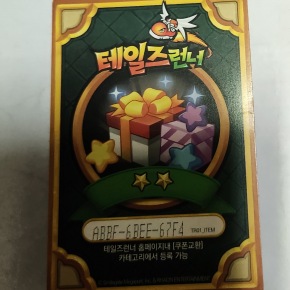 테일즈런너
ABBF-6BEE-67F4 TR01_ITEM
테일즈런너 홈페이지내 [쿠폰교환]
카테고리에서 등록 가능